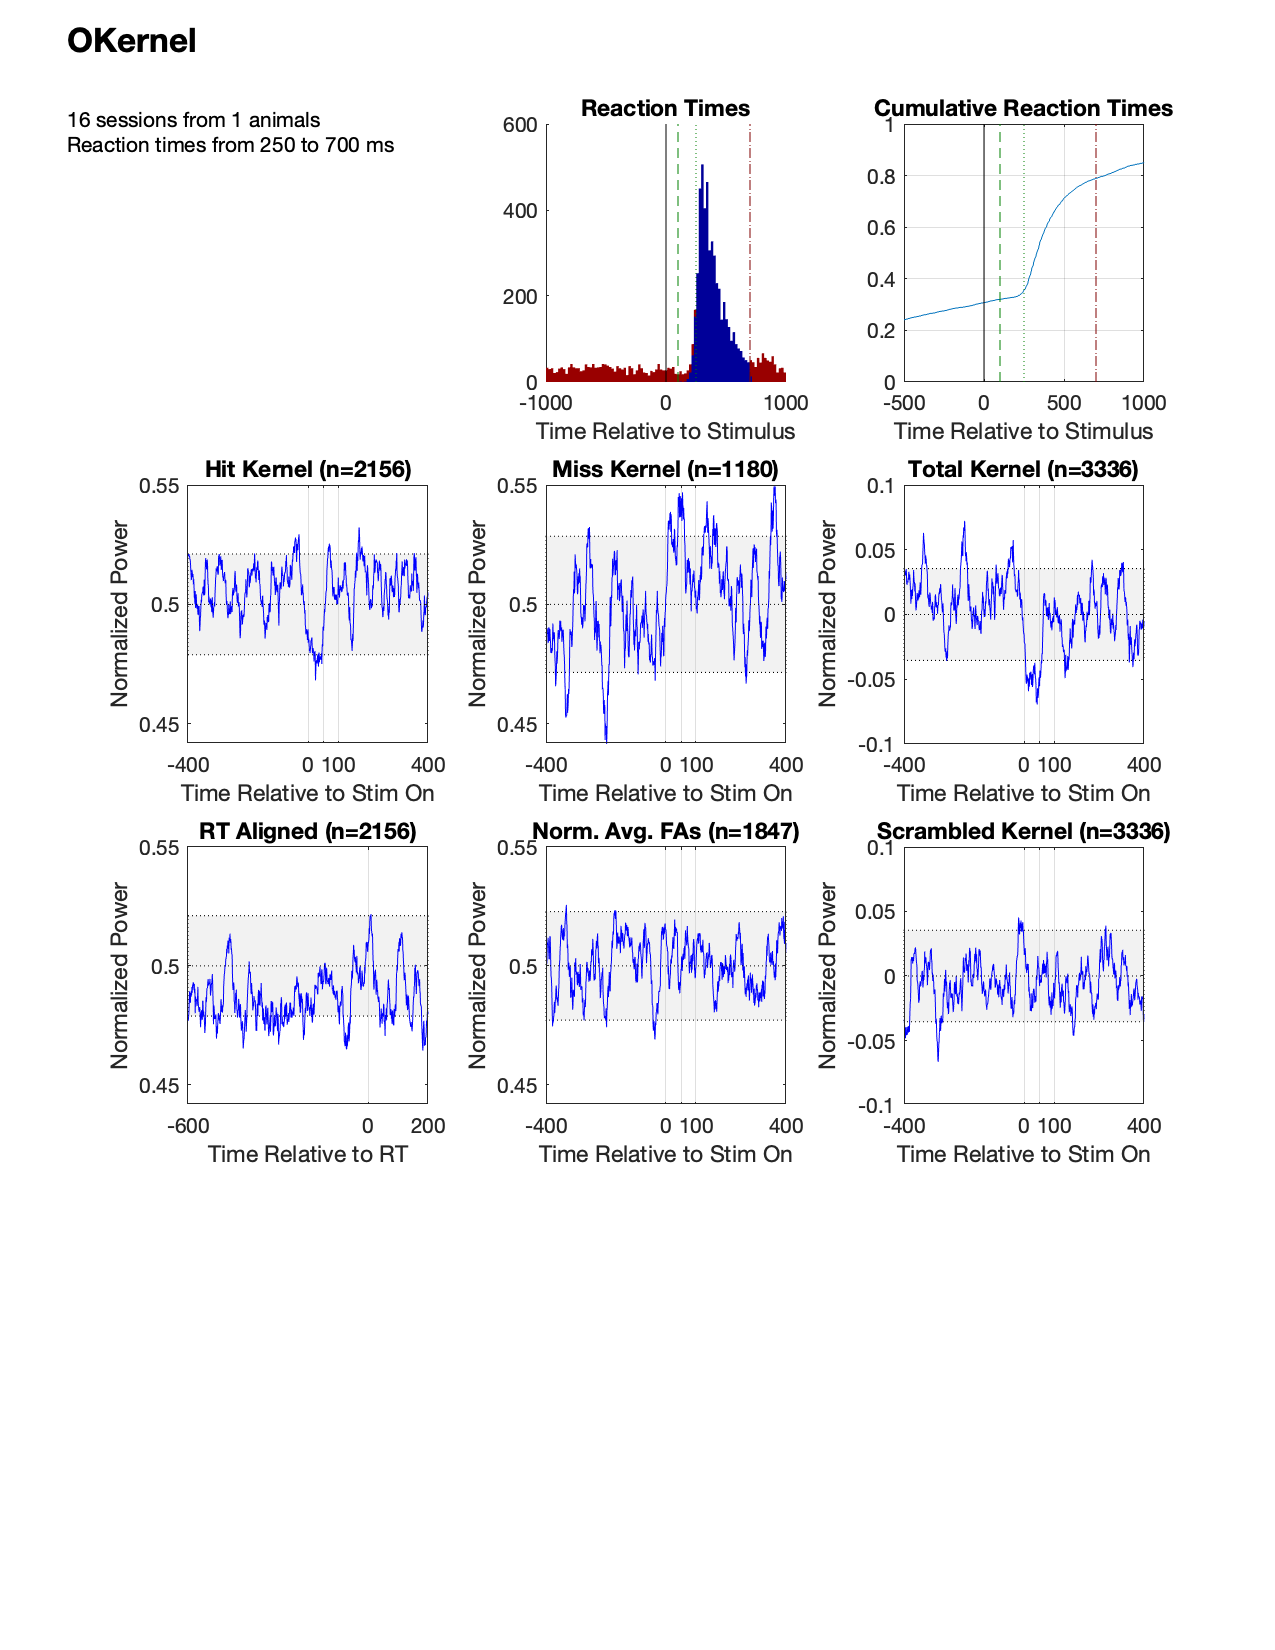 OKernel
16 sessions from 1 animals
Reaction times from 250 to 700 ms
Reaction Times
600
400
200
0
-1000
0
1000
Time Relative to Stimulus
Cumulative Reaction Times
1
0.8
0.6
0.4
0.2
0
-500
0
500
1000
Time Relative to Stimulus
Hit Kernel (n=2156)
Normalized Power
0.55
0.5
0.45
-400
0
100
400
Time Relative to Stim On
Miss Kernel (n=1180)
Normalized Power
0.55
0.5
0.45
-400
0
100
400
Time Relative to Stim On
Total Kernel (n=3336)
Normalized Power
0.1
0.05
0
-0.05
-0.1
-400
0
100
400
Time Relative to Stim On
RT Aligned (n=2156)
Normalized Power
0.55
0.5
0.45
-600
0
200
Time Relative to RT
Norm. Avg. FAs (n=1847)
Normalized Power
0.55
0.5
0.45
-400
0
100
400
Time Relative to Stim On
Scrambled Kernel (n=3336)
Normalized Power
0.1
0.05
0
-0.05
-0.1
-400
0
100
400
Time Relative to Stim On